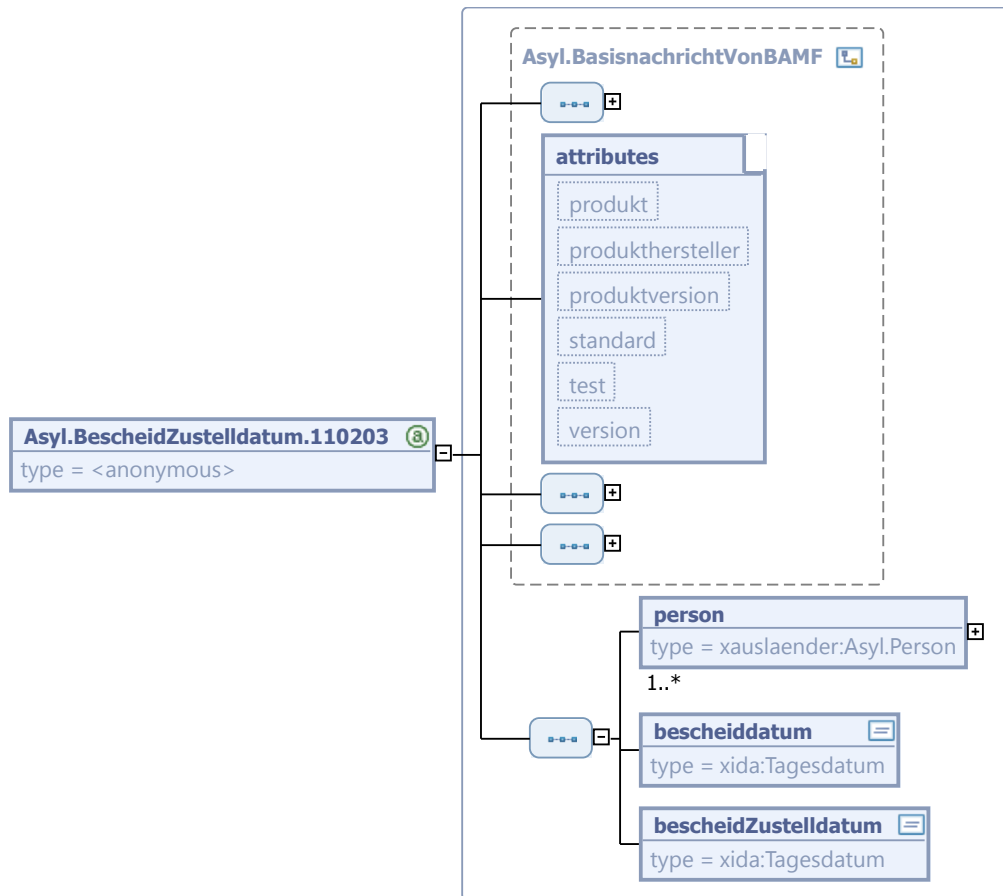 Asyl.BasisnachrichtVonBAMF
attributes
produkt
produkthersteller
produktversion
standard
test
version
Asyl.BescheidZustelldatum.110203
type = <anonymous>
person
type = xauslaender:Asyl.Person
1..*
bescheiddatum
type = xida:Tagesdatum
bescheidZustelldatum
type = xida:Tagesdatum